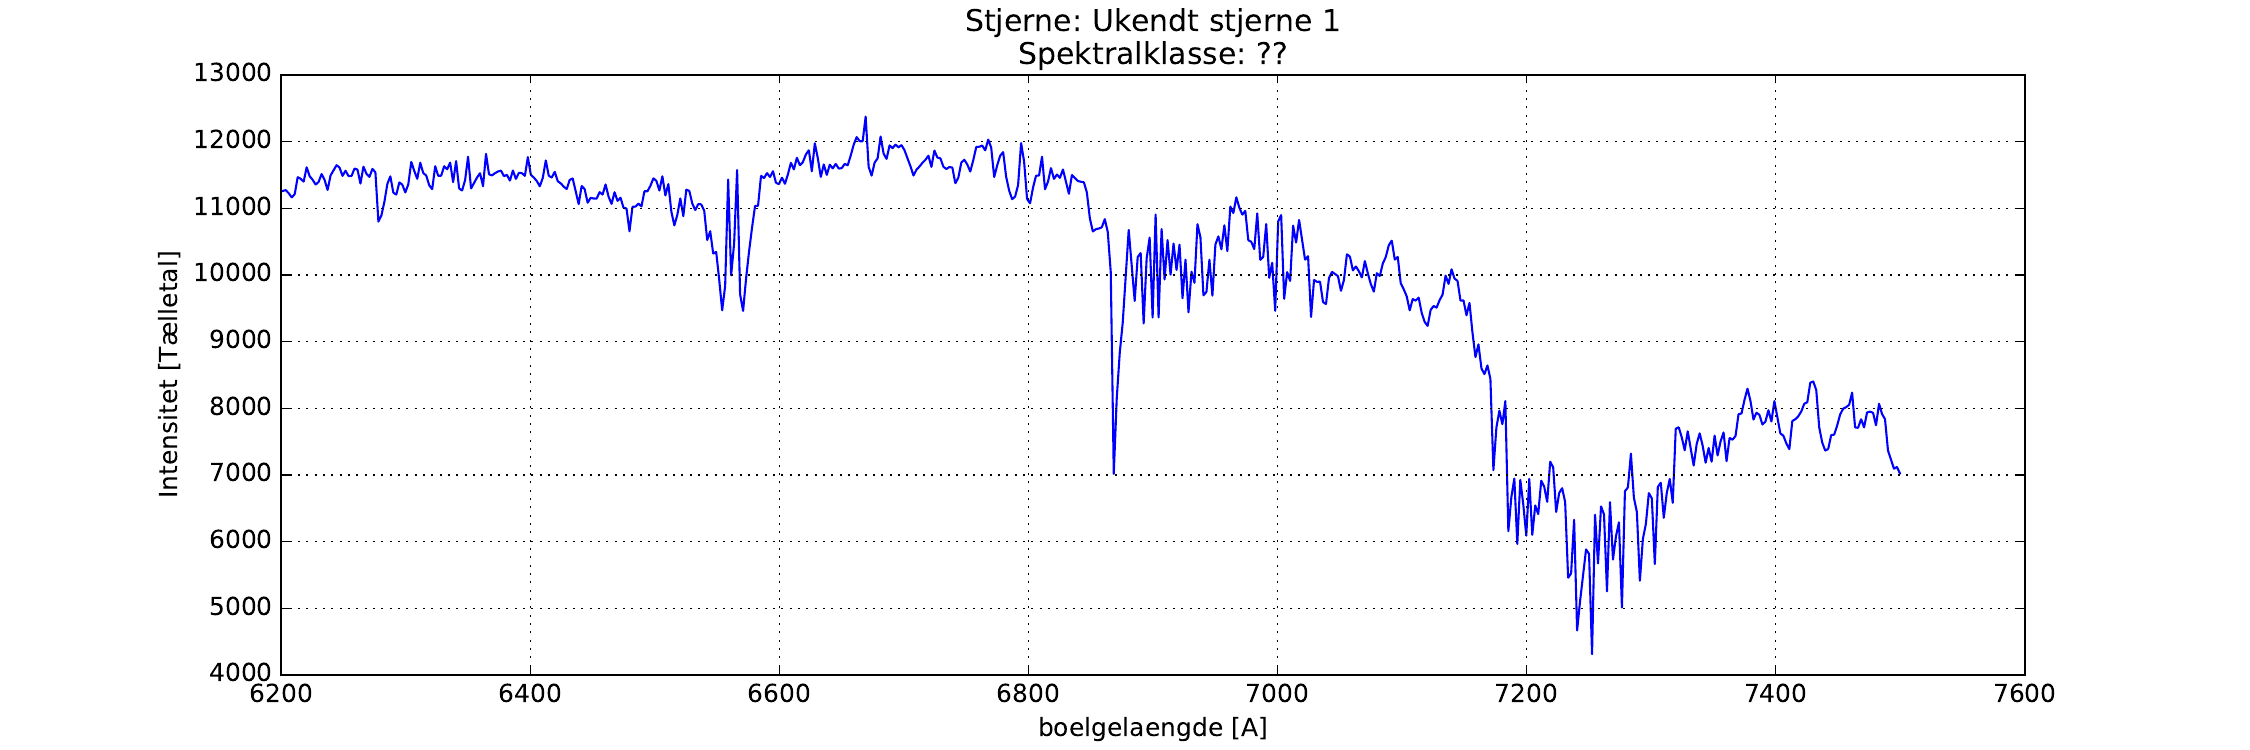 Stjerne: Ukendt stjerne 1
Spektralklasse: ??
13000
12000
11000
10000
9000
8000
7000
6000
5000
4000
Intensitet [Tælletal]
6200 6400 6600 6800 7000 7200 7400 7600
boelgelaengde [A]